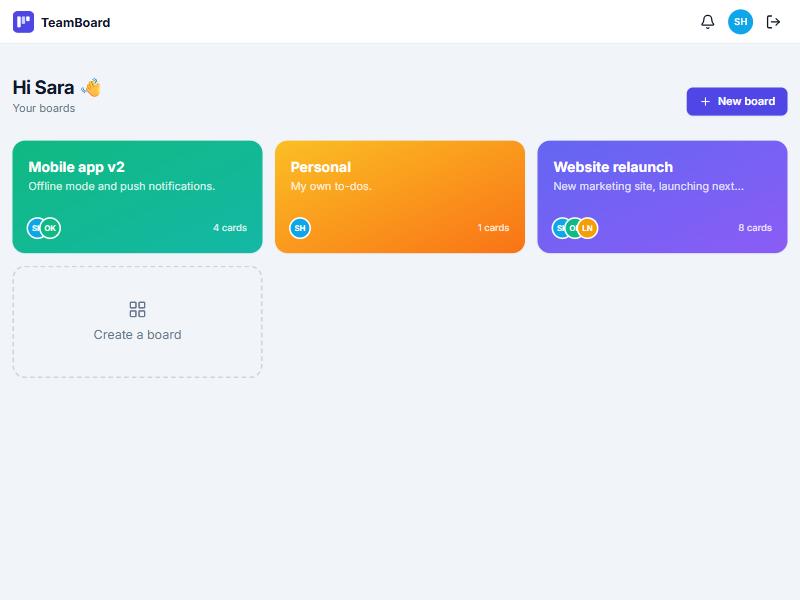 TeamBoard
SH
Hi Sara 👋
Your boards
New board
Mobile app v2
Offline mode and push notifications.
OK
4 cards
Personal
My own to-dos.
SH
1 cards
Website relaunch
New marketing site, launching next...
LN
8 cards
Create a board